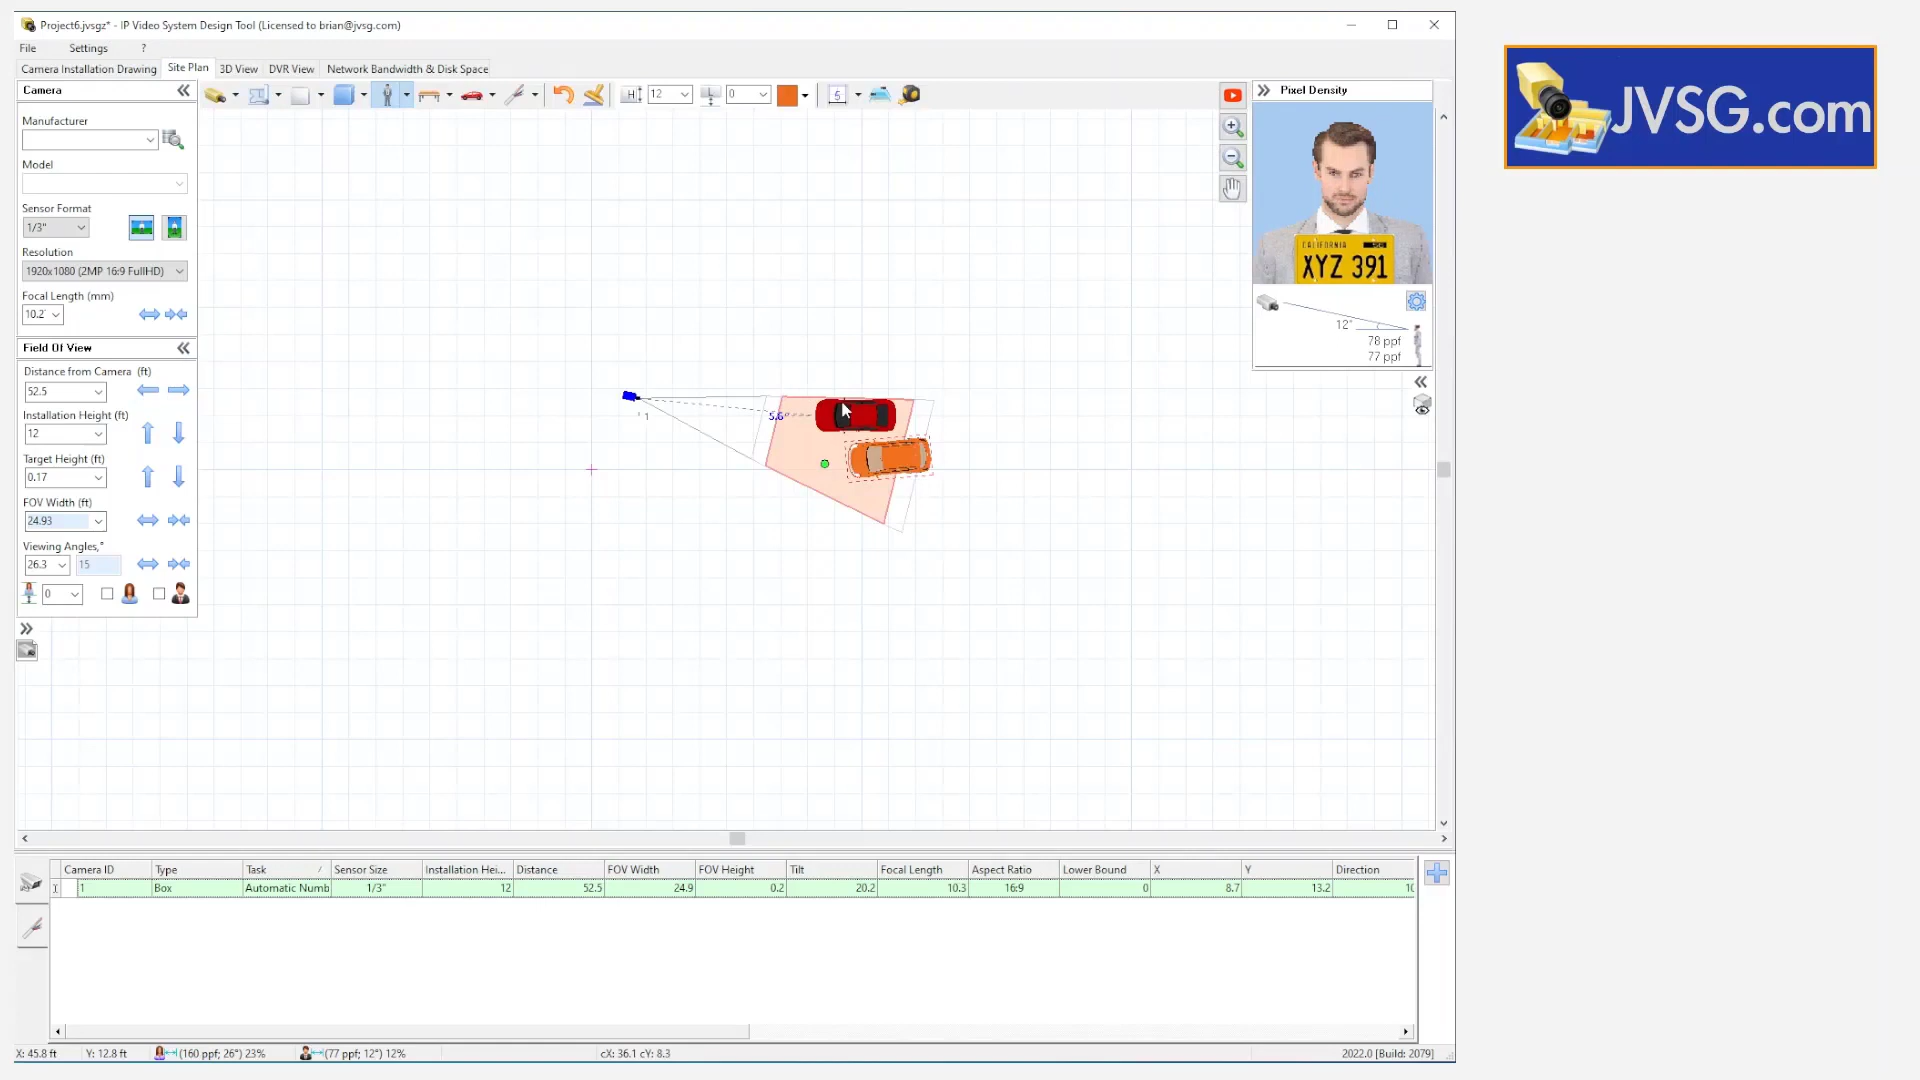 Project6.jvsgz* - IP Video System Design Tool (Licensed to brian@jvsg.com)
File Settings ?
Camera Installation Drawing Site Plan 3D View DVR View Network Bandwidth & Disk Space
Camera
12 0 5
Pixel Density
Manufacturer
Model
Sensor Format
1/3"
Resolution
1920x1080 (2MP 16:9 FullHD)
Focal Length (mm)
10.2
Field Of View
Distance from Camera (ft)
52.5
Installation Height (ft)
12
Target Height (ft)
0.17
FOV Width (ft)
24.93
Viewing Angles,°
26.3 15
0
5.6°
1
CALIFORNIA
XYZ 391
12°
78 ppf
77 ppf
JVSG.com
Camera ID Type Task / Sensor Size Installation Hei... Distance FOV Width FOV Height Tilt Focal Length Aspect Ratio Lower Bound X Y Direction
1 Box Automatic Numb 1/3" 12 52.5 24.9 0.2 20.2 10.3 16:9 0 8.7 13.2 10
X: 45.8 ft Y: 12.8 ft (160 ppf; 26°) 23% (77 ppf; 12°) 12% cX: 36.1 cY: 8.3 2022.0 [Build: 2079]